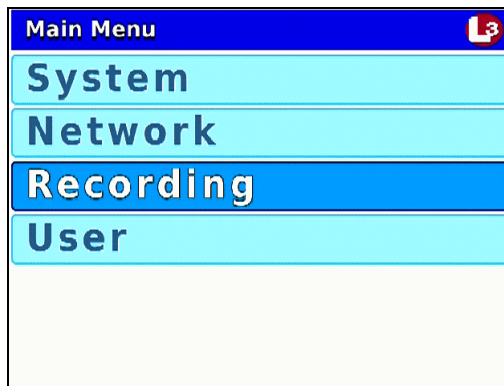 Main Menu
L3
System
Network
Recording
User